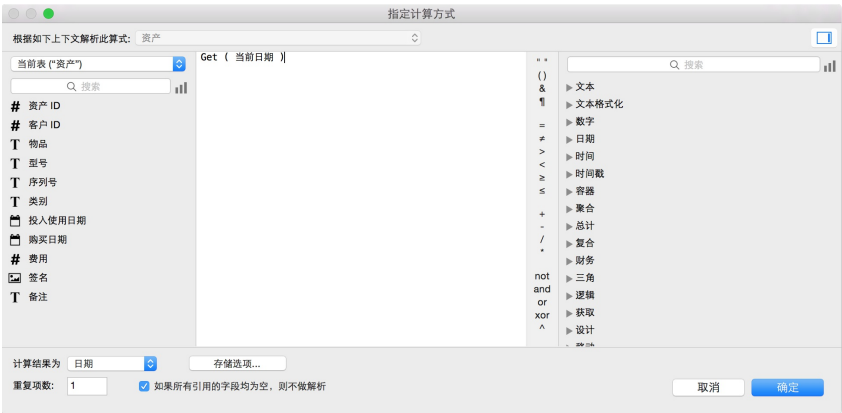 指定计算方式
根据如下上下文解析此算式: 资产
当前表 (“资产”)
搜索
# 资产 ID
# 客户 ID
T 物品
T 型号
T 序列号
T 类别
投入使用日期
购买日期
# 费用
签名
T 备注
Get ( 当前日期 )
" "
()
&
¶
=
≠
>
<
≥
≤
+
-
/
*
not
and
or
xor
^
搜索
文本
文本格式化
数字
日期
时间
时间戳
容器
聚合
总计
复合
财务
三角
逻辑
获取
设计
计算结果为 日期 存储选项...
重复项数: 1 如果所有引用的字段均为空，则不做解析
取消 确定